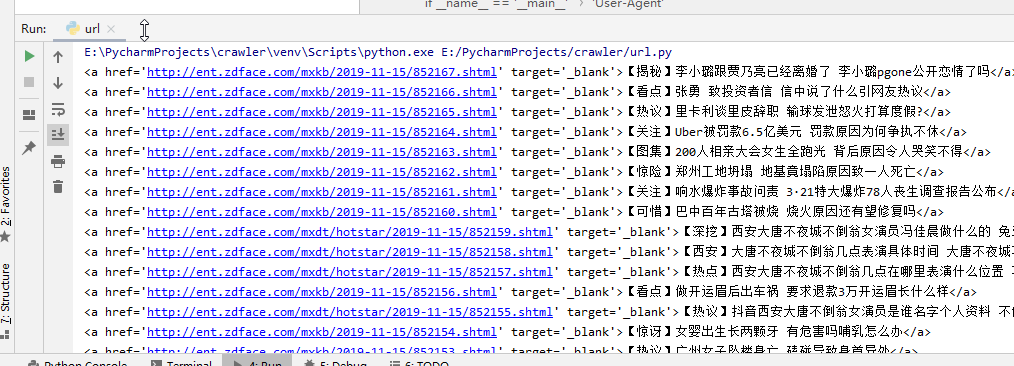 if __name__ == '__main__' › 'User-Agent'
Run: url ×
E:\PycharmProjects\crawler\venv\Scripts\python.exe E:/PycharmProjects/crawler/url.py
<a href='http://ent.zdface.com/mxkb/2019-11-15/852167.shtml' target='_blank'>【揭秘】李小璐跟贾乃亮已经离婚了 李小璐pgone公开恋情了吗</a>
<a href='http://ent.zdface.com/mxkb/2019-11-15/852166.shtml' target='_blank'>【看点】张勇 致投资者信 信中说了什么引网友热议</a>
<a href='http://ent.zdface.com/mxkb/2019-11-15/852165.shtml' target='_blank'>【热议】里卡利谈里皮辞职 输球发泄怒火打算度假?</a>
<a href='http://ent.zdface.com/mxkb/2019-11-15/852164.shtml' target='_blank'>【关注】Uber被罚款6.5亿美元 罚款原因为何争执不休</a>
<a href='http://ent.zdface.com/mxkb/2019-11-15/852163.shtml' target='_blank'>【图集】200人相亲大会女生全跑光 背后原因令人哭笑不得</a>
<a href='http://ent.zdface.com/mxkb/2019-11-15/852162.shtml' target='_blank'>【惊险】郑州工地坍塌 地基竟塌陷原因致一人死亡</a>
<a href='http://ent.zdface.com/mxkb/2019-11-15/852161.shtml' target='_blank'>【关注】响水爆炸事故问责 3·21特大爆炸78人丧生调查报告公布</a>
<a href='http://ent.zdface.com/mxkb/2019-11-15/852160.shtml' target='_blank'>【可惜】巴中百年古塔被烧 烧火原因还有望修复吗</a>
<a href='http://ent.zdface.com/mxdt/hotstar/2019-11-15/852159.shtml' target='_blank'>【深挖】西安大唐不夜城不倒翁女演员冯佳晨做什么的
<a href='http://ent.zdface.com/mxdt/hotstar/2019-11-15/852158.shtml' target='_blank'>【西安】大唐不夜城不倒翁几点表演具体时间 大唐不夜城不
<a href='http://ent.zdface.com/mxdt/hotstar/2019-11-15/852157.shtml' target='_blank'>【热点】西安大唐不夜城不倒翁几点在哪里表演什么位置
<a href='http://ent.zdface.com/mxkb/2019-11-15/852156.shtml' target='_blank'>【看点】做开运眉后出车祸 要求退款3万开运眉长什么样</a>
<a href='http://ent.zdface.com/mxdt/hotstar/2019-11-15/852155.shtml' target='_blank'>【热议】抖音西安大唐不倒翁女演员是谁名字个人资料 不
<a href='http://ent.zdface.com/mxkb/2019-11-15/852154.shtml' target='_blank'>【惊讶】女婴出生长两颗牙 有危害吗哺乳怎么办</a>
<a href='http://ent.zdface.com/mxkb/2019-11-15/852153.shtml' target='_blank'>【热议】广州女子坠楼身亡 磕碰导致身首异处</a>
2: Favorites
7: Structure
Python Console Terminal 4: Run 5: Debug 6: TODO